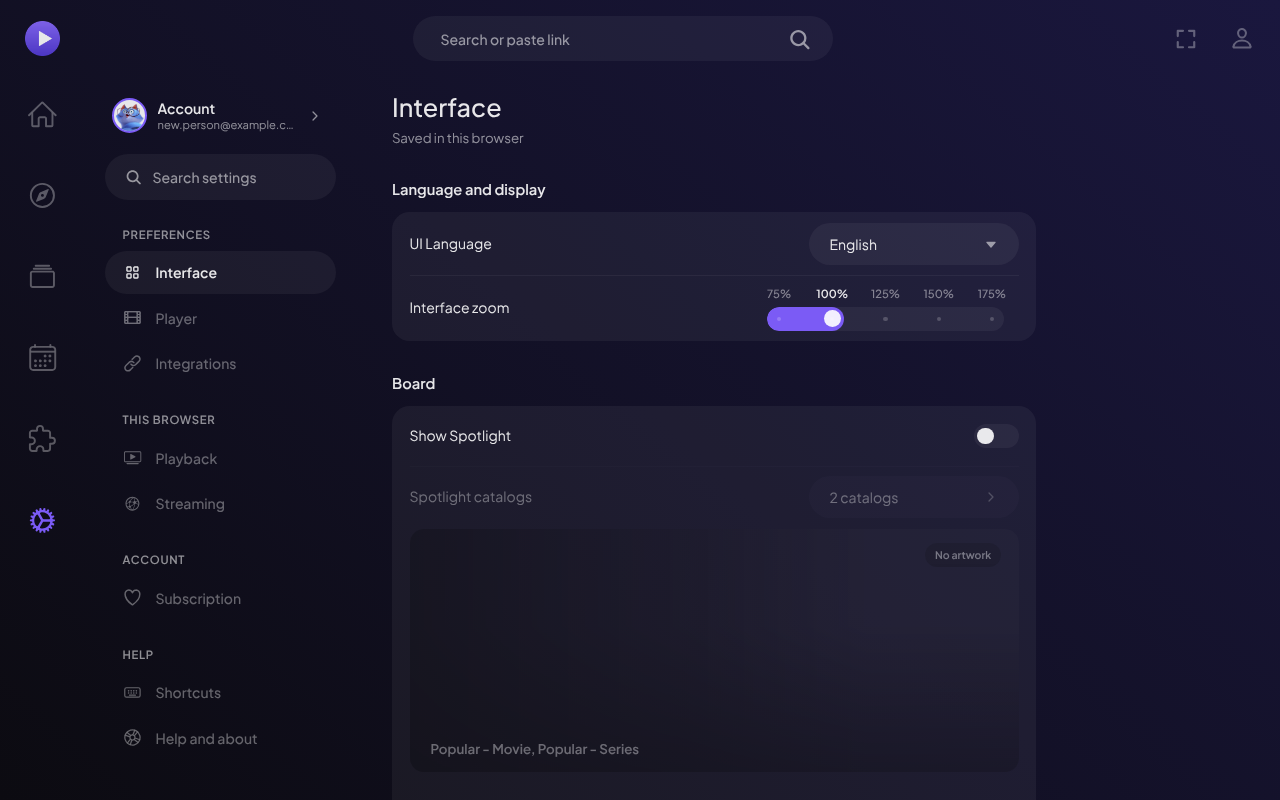 Search or paste link
Account
new.person@example.c...
Search settings
PREFERENCES
Interface
Player
Integrations
THIS BROWSER
Playback
Streaming
ACCOUNT
Subscription
HELP
Shortcuts
Help and about
Interface
Saved in this browser
Language and display
UI Language
English
Interface zoom
75% 100% 125% 150% 175%
Board
Show Spotlight
Spotlight catalogs
2 catalogs
No artwork
Popular - Movie, Popular - Series